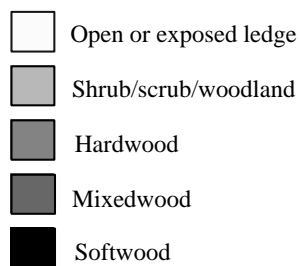 Open or exposed ledge
Shrub/scrub/woodland
Hardwood
Mixedwood
Softwood